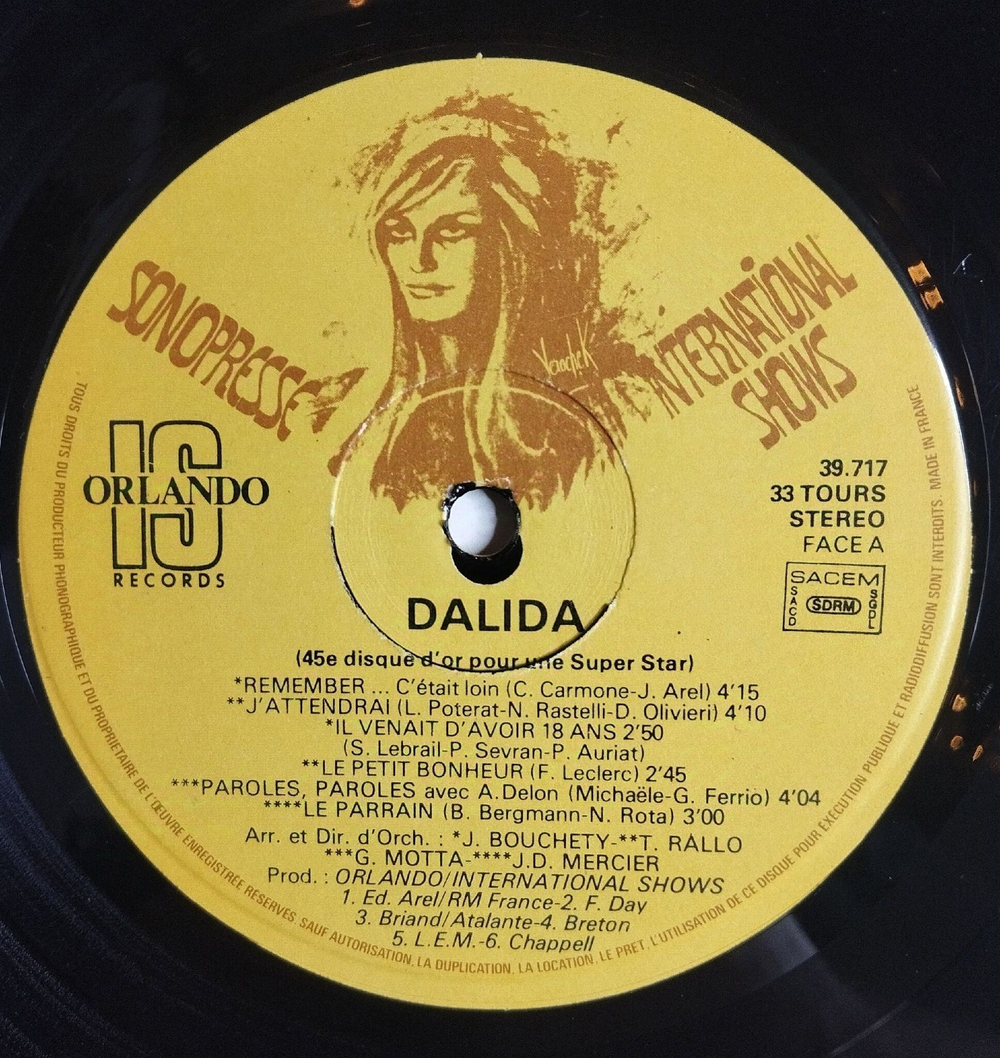 SONOPRESSE
INTERNATIONAL
SHOWS
IS
ORLANDO
RECORDS
39.717
33 TOURS
STEREO
FACE A
SACEM
SACD
SDRM
SGDL
DALIDA
(45e disque d'or pour une Super Star)
*REMEMBER ... C'était loin (C. Carmone-J. Arel) 4'15
**J'ATTENDRAI (L. Poterat-N. Rastelli-D. Olivieri) 4'10
*IL VENAIT D'AVOIR 18 ANS 2'50
(S. Lebrail-P. Sevran-P. Auriat)
**LE PETIT BONHEUR (F. Leclerc) 2'45
***PAROLES, PAROLES avec A.Delon (Michaële-G. Ferrio) 4'04
****LE PARRAIN (B. Bergmann-N. Rota) 3'00
Arr. et Dir. d'Orch. : *J. BOUCHETY-**T. RALLO
***G. MOTTA-****J.D. MERCIER
Prod. : ORLANDO/INTERNATIONAL SHOWS
1. Ed. Arel/RM France-2. F. Day
3. Briand/Atalante-4. Breton
5. L.E.M.-6. Chappell
TOUS DROITS DU PRODUCTEUR PHONOGRAPHIQUE ET DU PROPRIETAIRE DE L'ŒUVRE ENREGISTREE RESERVES. SAUF AUTORISATION, LA DUPLICATION, LA LOCATION, LE PRET, L'UTILISATION DE CE DISQUE POUR EXECUTION PUBLIQUE ET RADIODIFFUSION SONT INTERDITS. MADE IN FRANCE